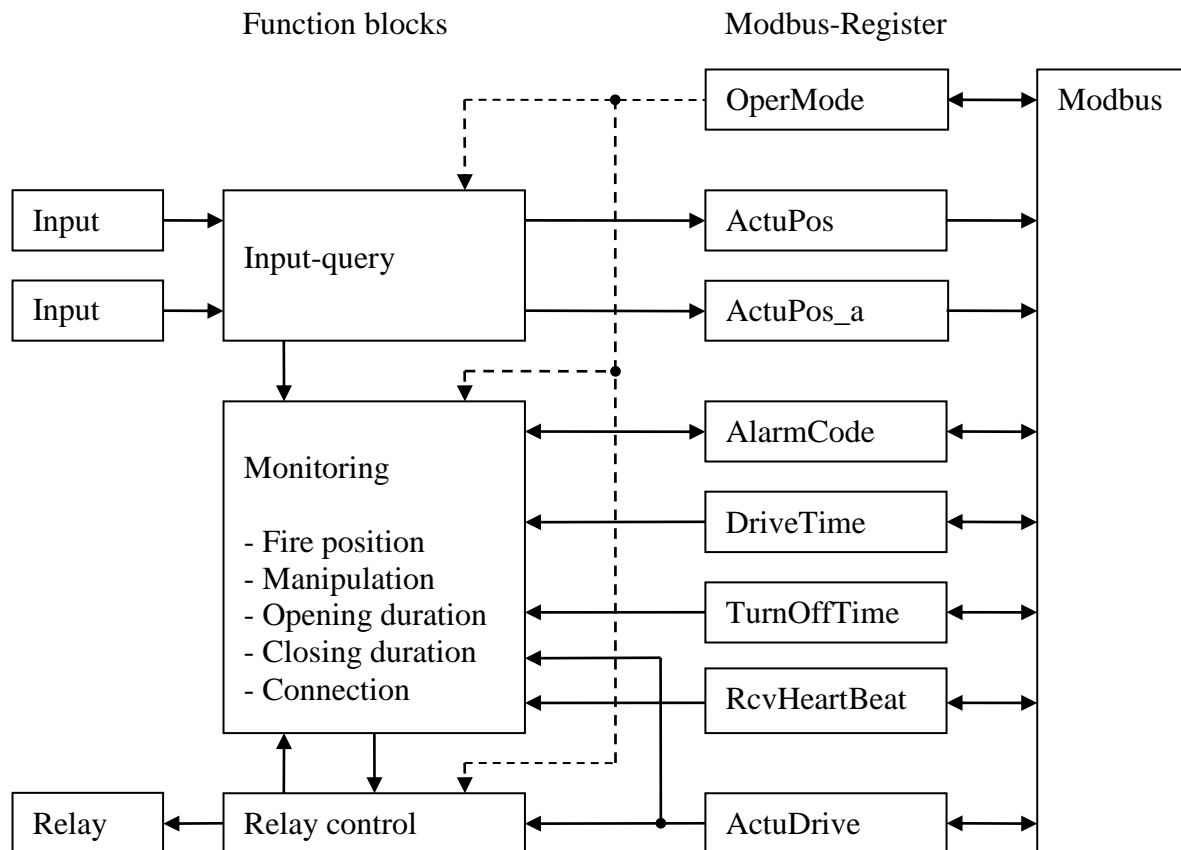 Function blocks
Modbus-Register
OperMode
Modbus
Input
ActuPos
Input-query
Input
ActuPos_a
AlarmCode
Monitoring
DriveTime
- Fire position
- Manipulation
- Opening duration
TurnOffTime
- Closing duration
- Connection
RcvHeartBeat
Relay
Relay control
ActuDrive